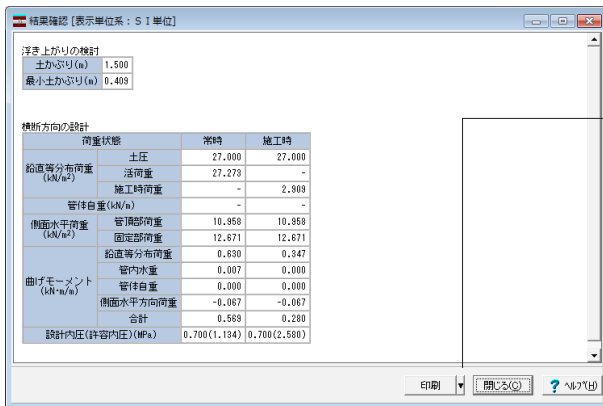 結果確認 [表示単位系：ＳＩ単位]
浮き上がりの検討
土かぶり(m) 1.500
最小土かぶり(m) 0.409
横断方向の設計
荷重状態 常時 施工時
鉛直等分布荷重 (kN/m²) 土圧 27.000 27.000
活荷重 27.273 -
施工時荷重 - 2.909
管体自重(kN/m) - -
側面水平荷重 (kN/m²) 管頂部荷重 10.958 10.958
固定部荷重 12.671 12.671
曲げモーメント (kN・m/m) 鉛直等分布荷重 0.630 0.347
管内水重 0.007 0.000
管体自重 0.000 0.000
側面水平方向荷重 -0.067 -0.067
合計 0.569 0.280
設計内圧(許容内圧)(MPa) 0.700(1.134) 0.700(2.580)
印刷 閉じる(C) ? ヘルプ(H)